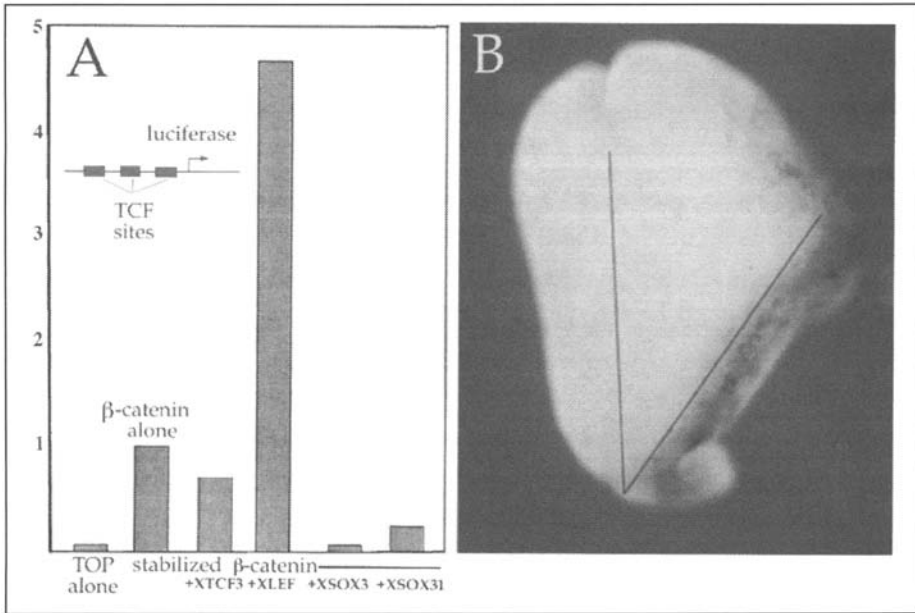 A
B
5
4
3
2
1
luciferase
TCF
sites
β-catenin
alone
TOP
alone
stabilized
β-catenin
+XTCF3
+XLEF
+XSOX3
+XSOX31